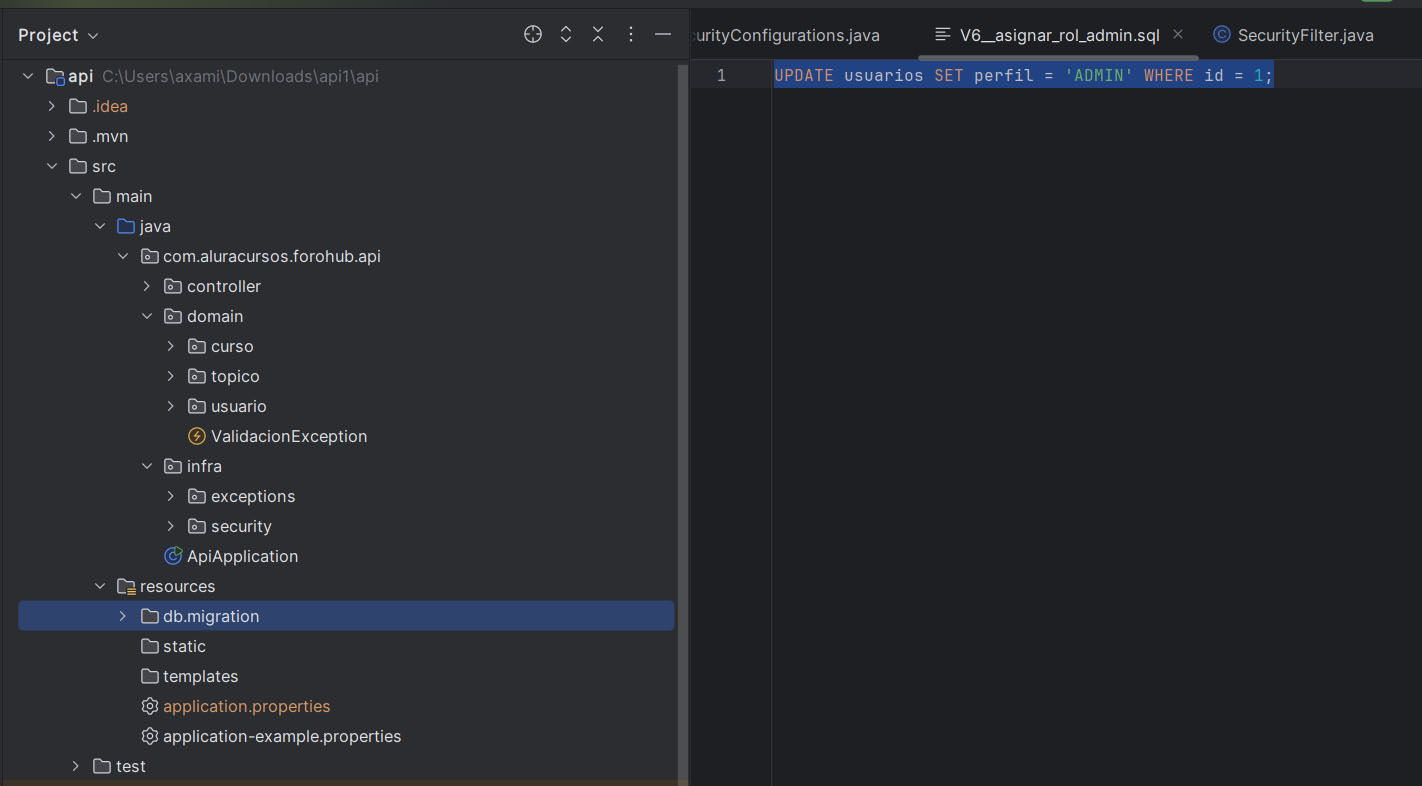 Project
api C:\Users\axami\Downloads\api1\api
.idea
.mvn
src
main
java
com.aluracursos.forohub.api
controller
domain
curso
topico
usuario
ValidacionException
infra
exceptions
security
ApiApplication
resources
db.migration
static
templates
application.properties
application-example.properties
test
urityConfigurations.java V6__asignar_rol_admin.sql SecurityFilter.java
1 UPDATE usuarios SET perfil = 'ADMIN' WHERE id = 1;